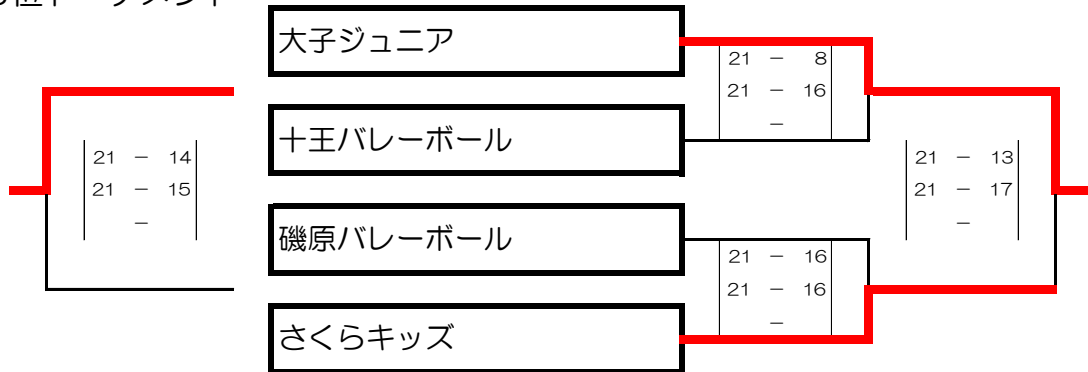 大子ジュニア
21 － 8
21 － 16
－
十王バレーボール
21 － 14
21 － 15
－
21 － 13
21 － 17
－
磯原バレーボール
21 － 16
21 － 16
－
さくらキッズ